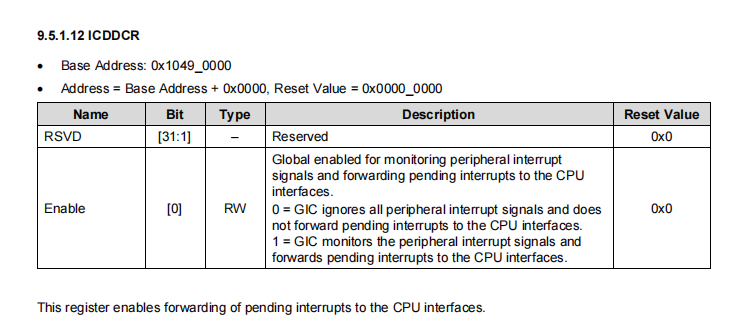 9.5.1.12 ICDDCR
• Base Address: 0x1049_0000
• Address = Base Address + 0x0000, Reset Value = 0x0000_0000
Name Bit Type Description Reset Value
RSVD [31:1] – Reserved 0x0
Global enabled for monitoring peripheral interrupt
signals and forwarding pending interrupts to the CPU
interfaces.
Enable [0] RW 0 = GIC ignores all peripheral interrupt signals and does 0x0
not forward pending interrupts to the CPU interfaces.
1 = GIC monitors the peripheral interrupt signals and
forwards pending interrupts to the CPU interfaces.
This register enables forwarding of pending interrupts to the CPU interfaces.